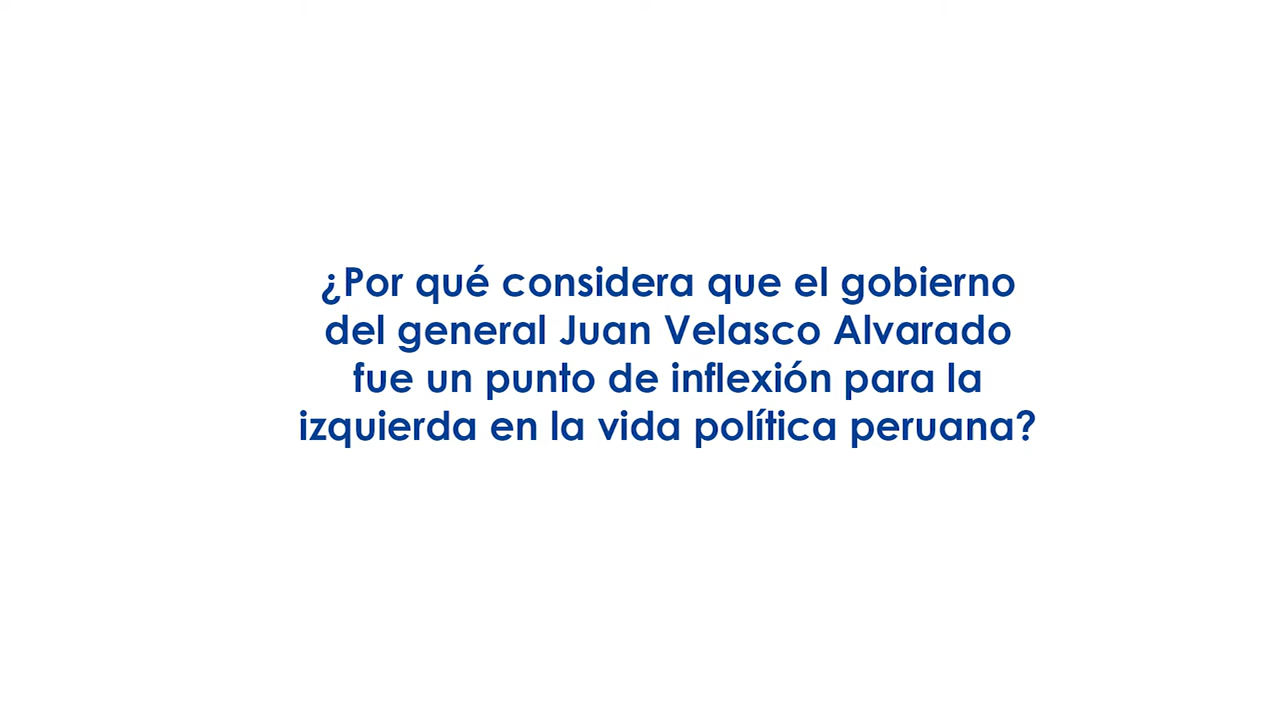 ¿Por qué considera que el gobierno
del general Juan Velasco Alvarado
fue un punto de inflexión para la
izquierda en la vida política peruana?